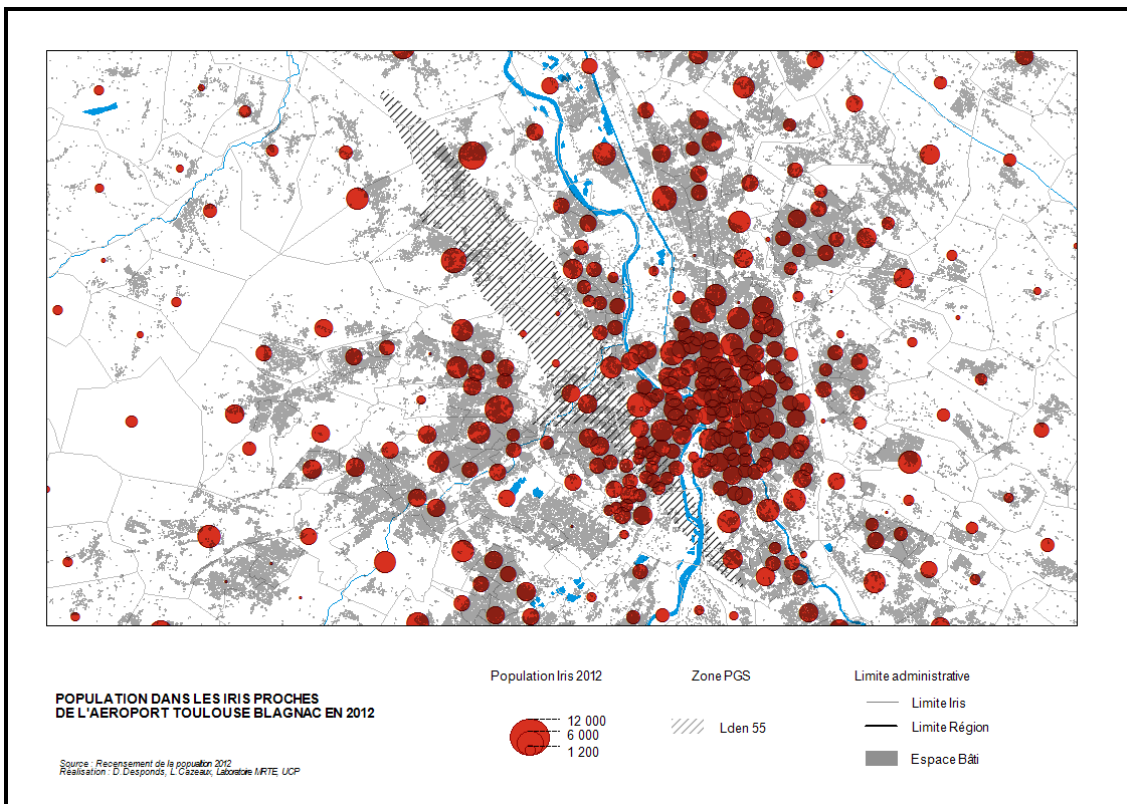 POPULATION DANS LES IRIS PROCHES
DE L'AEROPORT TOULOUSE BLAGNAC EN 2012
Source : Recensement de la popualtion 2012
Réalisation : D. Desponds, L. Cazeaux, Laboratoire MRTE, UCP
Population Iris 2012
12 000
6 000
1 200
Zone PGS
Lden 55
Limite administrative
Limite Iris
Limite Région
Espace Bâti